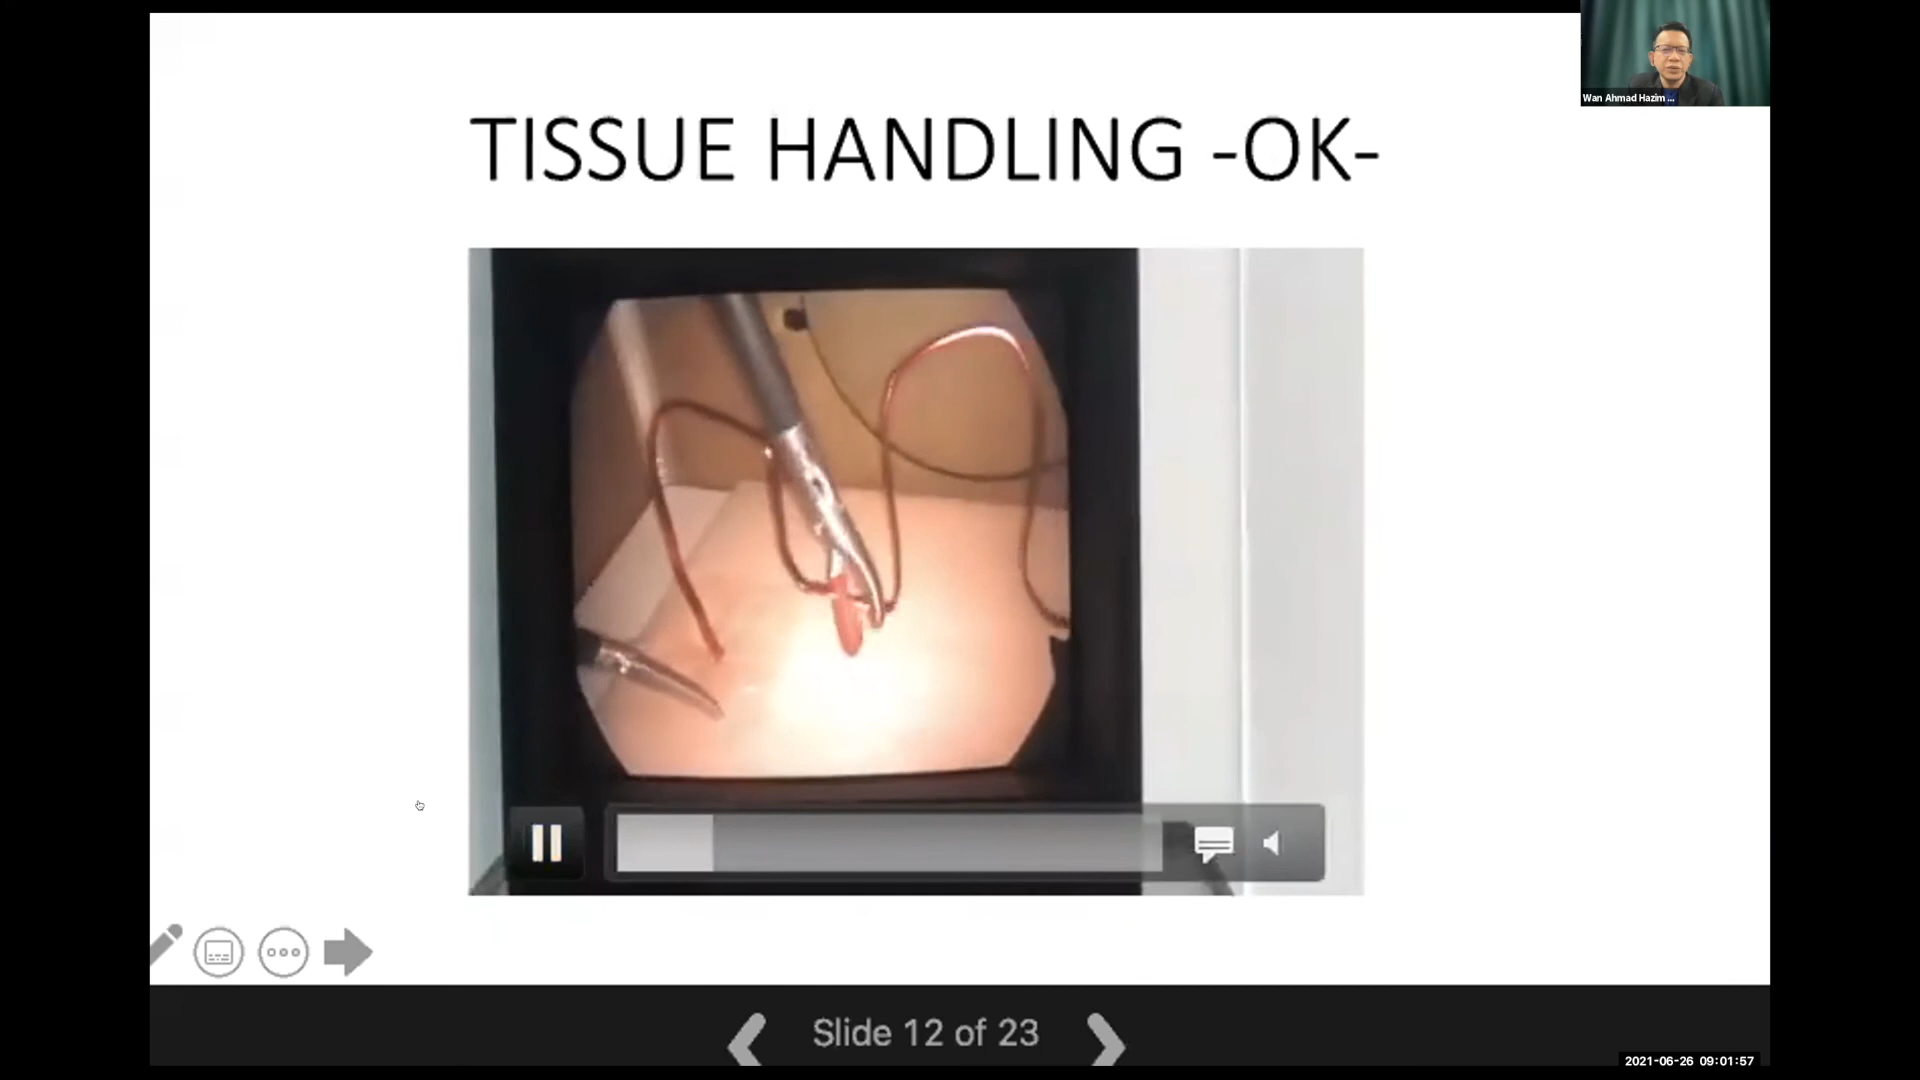 Wan Ahmad Hazim ...
TISSUE HANDLING -OK-
Slide 12 of 23
2021-06-26 09:01:57